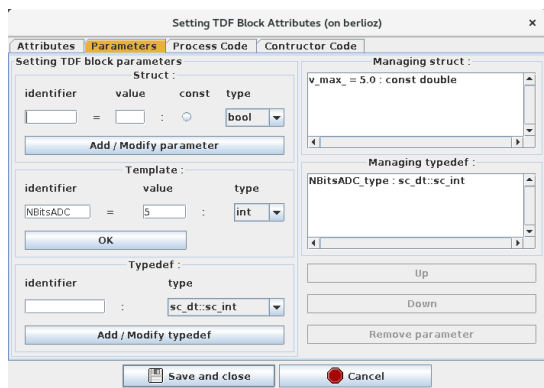 Setting TDF Block Attributes (on berlioz) ×
Attributes Parameters Process Code Contructor Code
Setting TDF block parameters
Struct :
identifier value const type
= : bool
Add / Modify parameter
Template :
identifier value type
NBitsADC = 5 : int
OK
Typedef :
identifier type
: sc_dt::sc_int
Add / Modify typedef
Managing struct :
v_max_ = 5.0 : const double
Managing typedef :
NBitsADC_type : sc_dt::sc_int
Up
Down
Remove parameter
Save and close Cancel